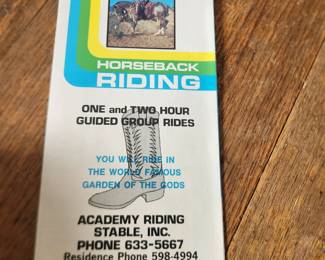 HORSEBACK
RIDING
ONE and TWO HOUR
GUIDED GROUP RIDES
YOU WILL RIDE IN
THE WORLD FAMOUS
GARDEN OF THE GODS
ACADEMY RIDING
STABLE, INC.
PHONE 633-5667
Residence Phone 598-4994